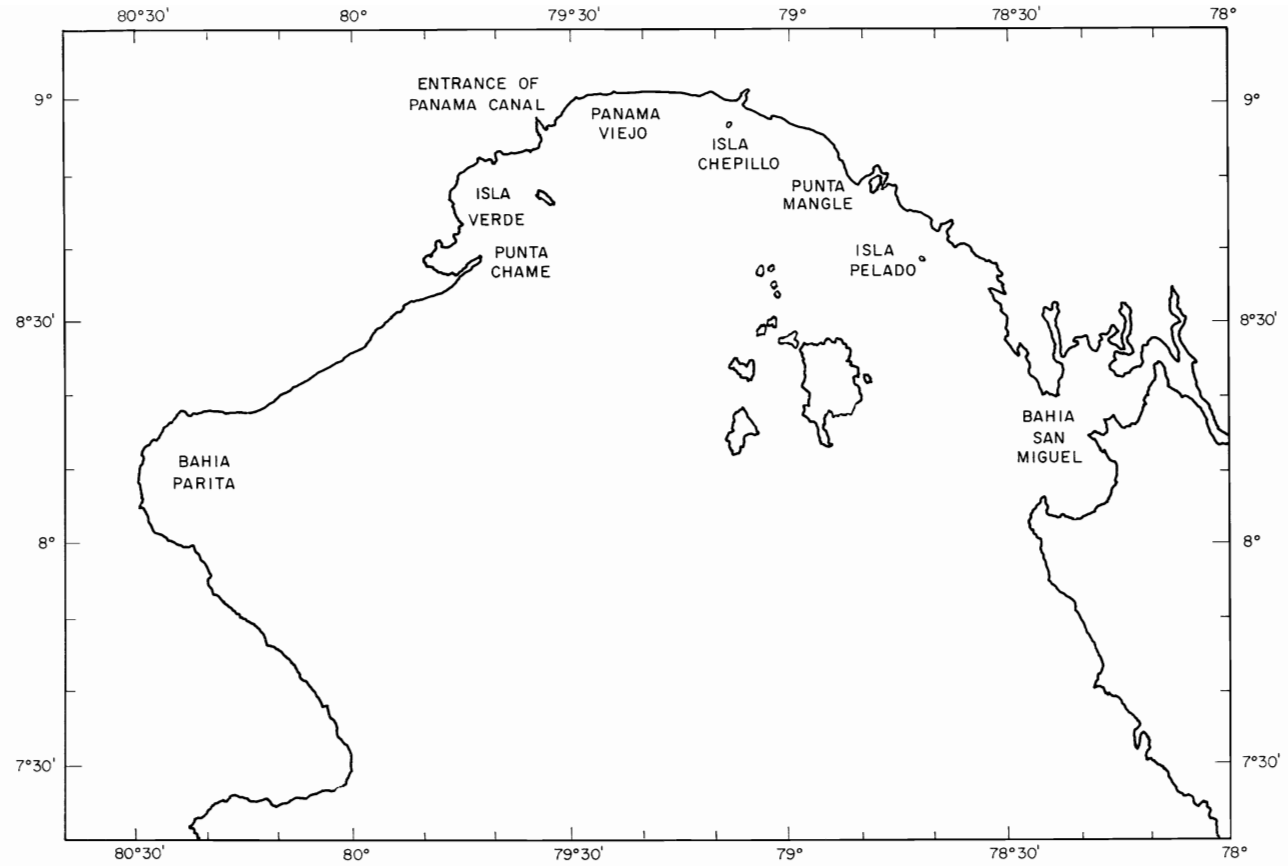 80°30' 80° 79°30' 79° 78°30' 78°
ENTRANCE OF
PANAMA CANAL
9° 9°
PANAMA
VIEJO
ISLA
CHEPILLO
PUNTA
MANGLE
ISLA
VERDE
PUNTA
CHAME
ISLA
PELADO
8°30' 8°30'
BAHIA
SAN
MIGUEL
BAHIA
PARITA
8° 8°
7°30' 7°30'
80°30' 80° 79°30' 79° 78°30' 78°